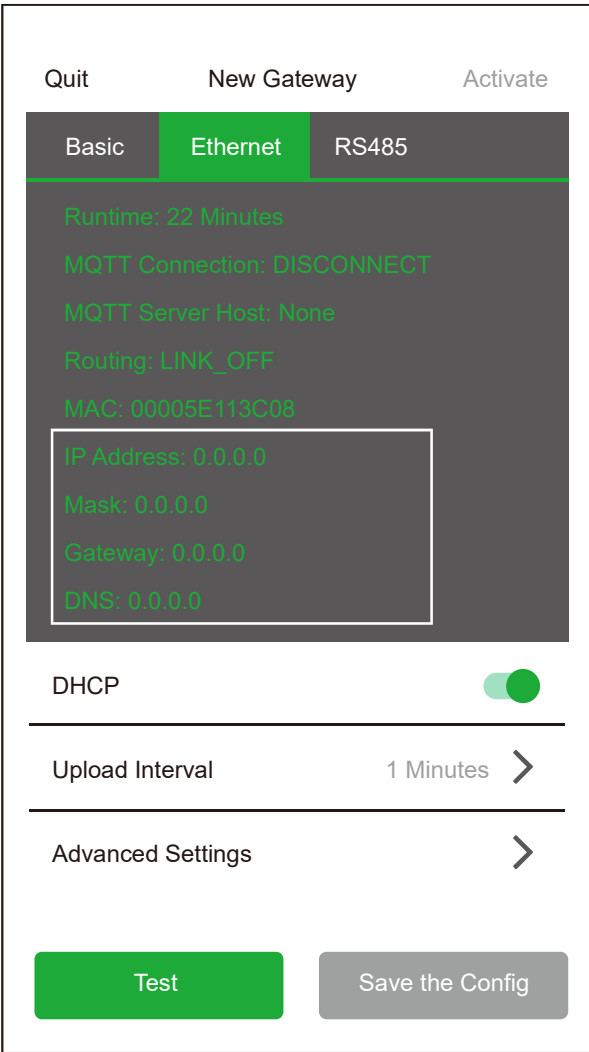 Quit New Gateway Activate
Basic Ethernet RS485
Runtime: 22 Minutes
MQTT Connection: DISCONNECT
MQTT Server Host: None
Routing: LINK_OFF
MAC: 00005E113C08
IP Address: 0.0.0.0
Mask: 0.0.0.0
Gateway: 0.0.0.0
DNS: 0.0.0.0
DHCP
Upload Interval 1 Minutes
Advanced Settings
Test Save the Config